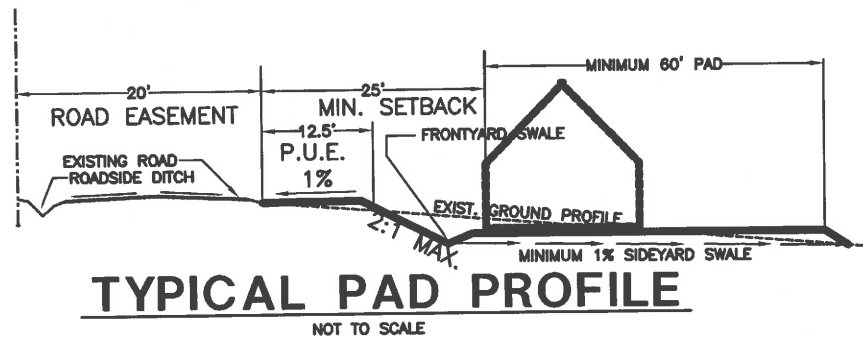 MINIMUM 60' PAD
20'
25'
ROAD EASEMENT
MIN. SETBACK
12.5'
FRONTYARD SWALE
P.U.E.
EXISTING ROAD
ROADSIDE DITCH
1%
EXIST. GROUND PROFILE
2:1 MAX.
MINIMUM 1% SIDEYARD SWALE
TYPICAL PAD PROFILE
NOT TO SCALE